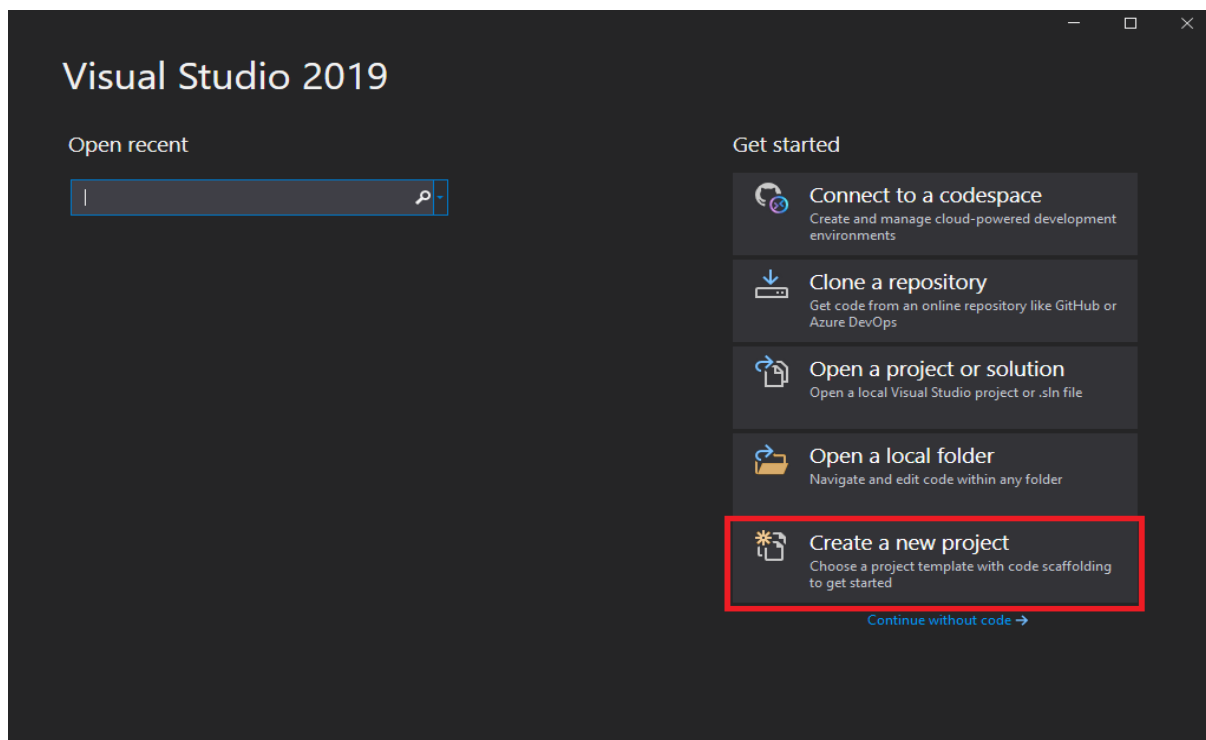 Visual Studio 2019
Open recent
Get started
Connect to a codespace
Create and manage cloud-powered development
environments
Clone a repository
Get code from an online repository like GitHub or
Azure DevOps
Open a project or solution
Open a local Visual Studio project or .sln file
Open a local folder
Navigate and edit code within any folder
Create a new project
Choose a project template with code scaffolding
to get started
Continue without code →